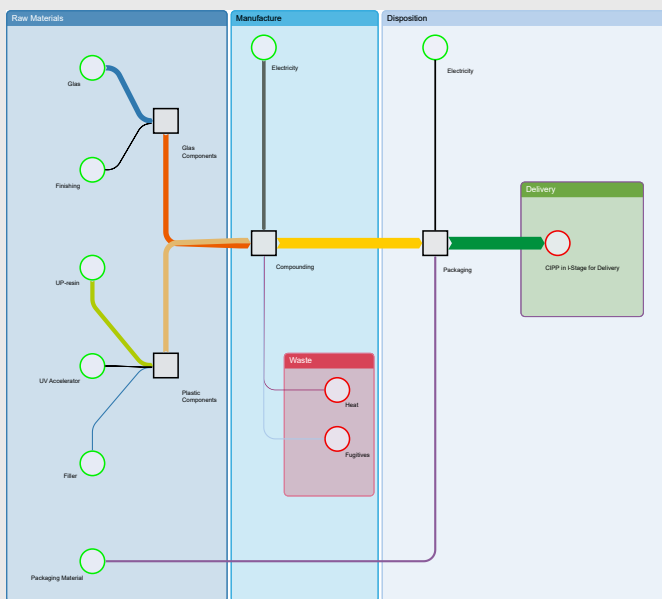 Raw Materials
Manufacture
Disposition
Glas
Electricity
Electricity
Glas
Components
Finishing
Delivery
UP-resin
Compounding
Packaging
CIPP in I-Stage for Delivery
Waste
UV Accelerator
Plastic
Components
Heat
Fugitives
Filler
Packaging Material